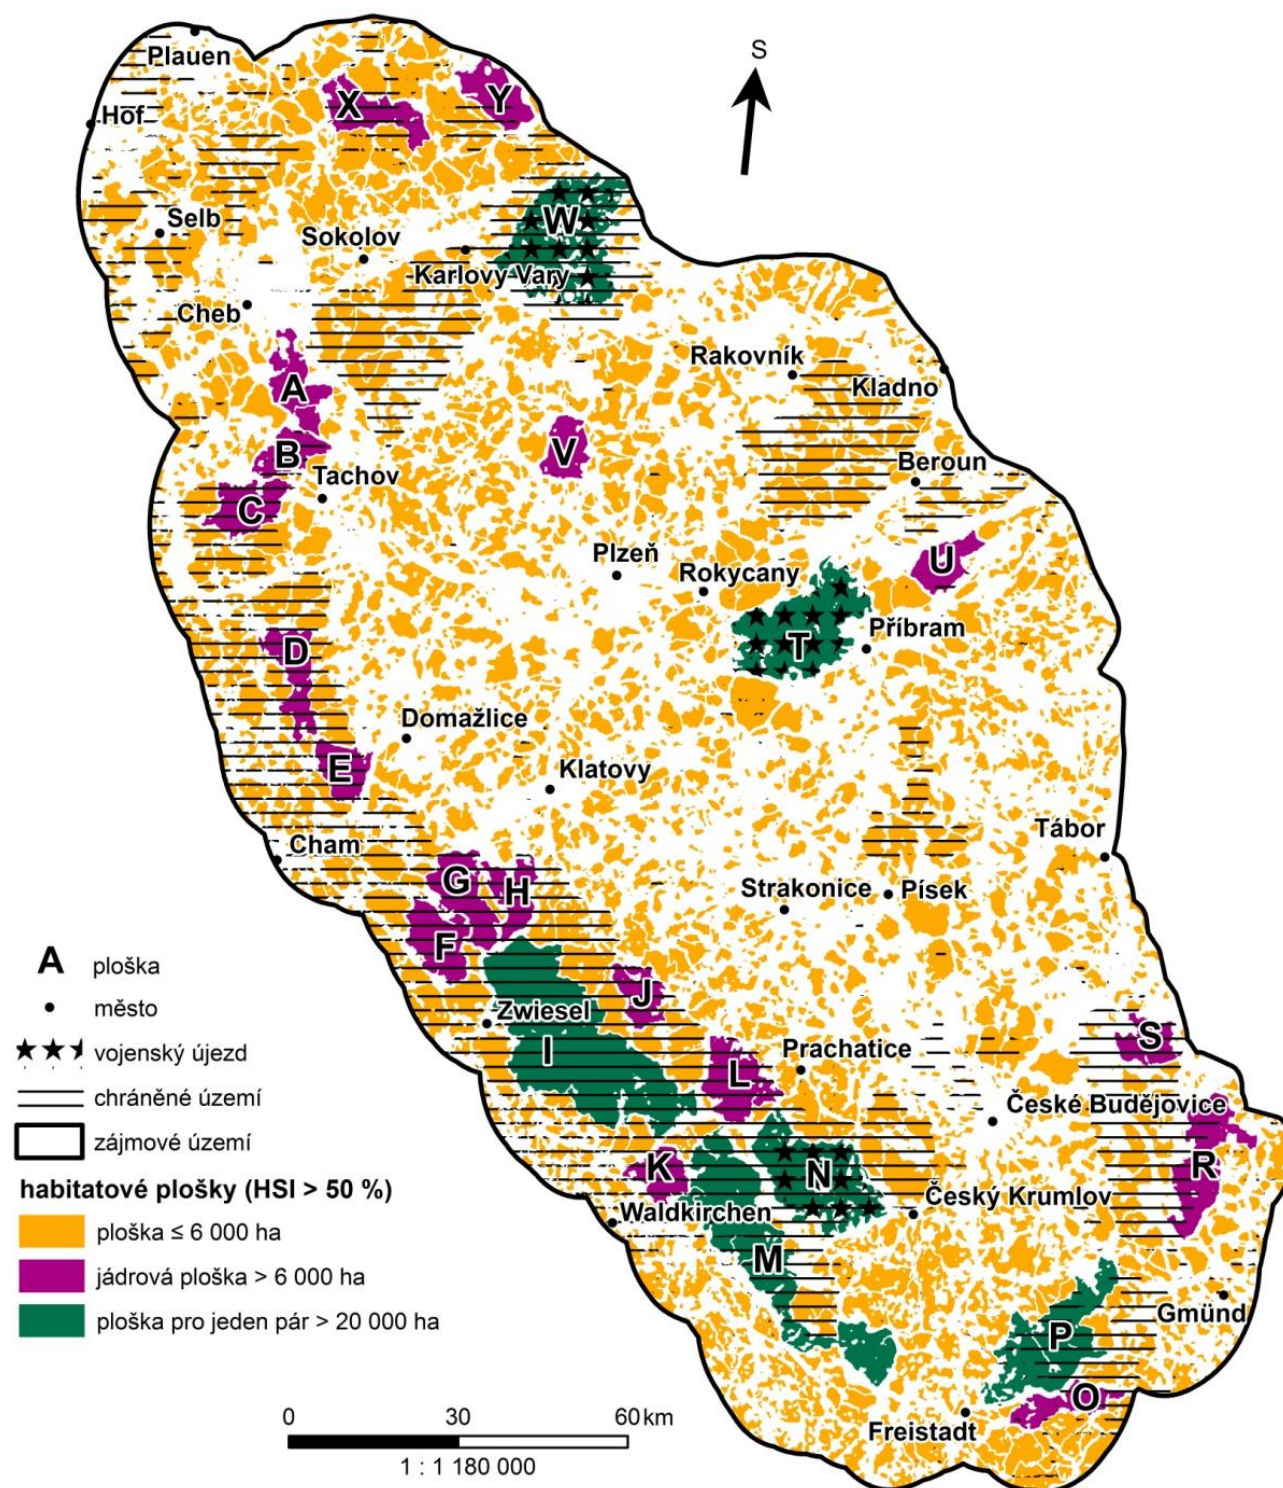 S
Plauen
X
Y
Hof
Selb
W
Sokolov
Karlovy Vary
Cheb
Rakovník
Kladno
A
V
B
Beroun
Tachov
C
Plzeň
U
Rokycany
Příbram
T
D
Domažlice
E
Klatovy
Tábor
Cham
G
H
Strakonice
Písek
F
J
Zwiesel
I
S
Prachatice
L
České Budějovice
K
N
R
Český Krumlov
Waldkirchen
M
Gmünd
P
O
Freistadt
A ploška
město
vojenský újezd
chráněné území
zájmové území
habitatové plošky (HSI > 50 %)
ploška ≤ 6 000 ha
jádrová ploška > 6 000 ha
ploška pro jeden pár > 20 000 ha
0 30 60 km
1 : 1 180 000